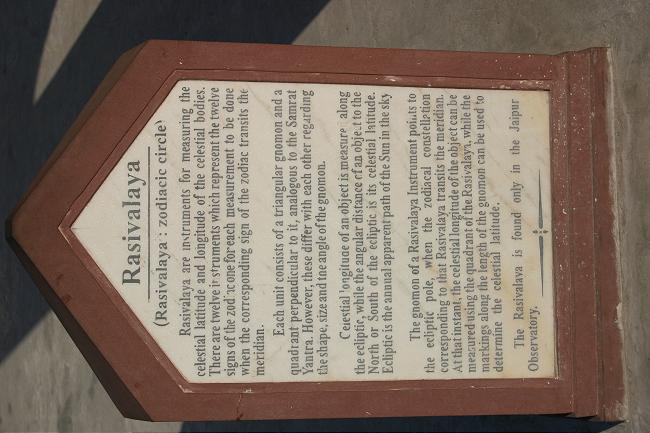 Rasivalaya
(Rasivalaya : zodiacic circle)
Rasivalaya are instruments for measuring the
celestial latitude and longitude of the celestial bodies.
There are twelve instruments which represent the twelve
signs of the zodiac one for each measurement to be done
when the corresponding sign of the zodiac transits the
meridian.
Each unit consists of a triangular gnomon and a
quadrant perpendicular to it, analogous to the Samrat
Yantra. However, these differ with each other regarding
the shape, size and the angle of the gnomon.
Celestial longitude of an object is measure along
the ecliptic, while the angular distance of an object to the
North or South of the ecliptic is its celestial latitude.
Ecliptic is the annual apparent path of the Sun in the sky
The gnomon of a Rasivalaya Instrument points to
the ecliptic pole, when the zodiacal constellation
corresponding to that Rasivalaya transits the meridian.
At that instant, the celestial longitude of the object can be
measured using the quadrant of the Rasivalaya, while the
markings along the length of the gnomon can be used to
determine the celestial latitude.
The Rasivalava is found only in the Jaipur
Observatory.